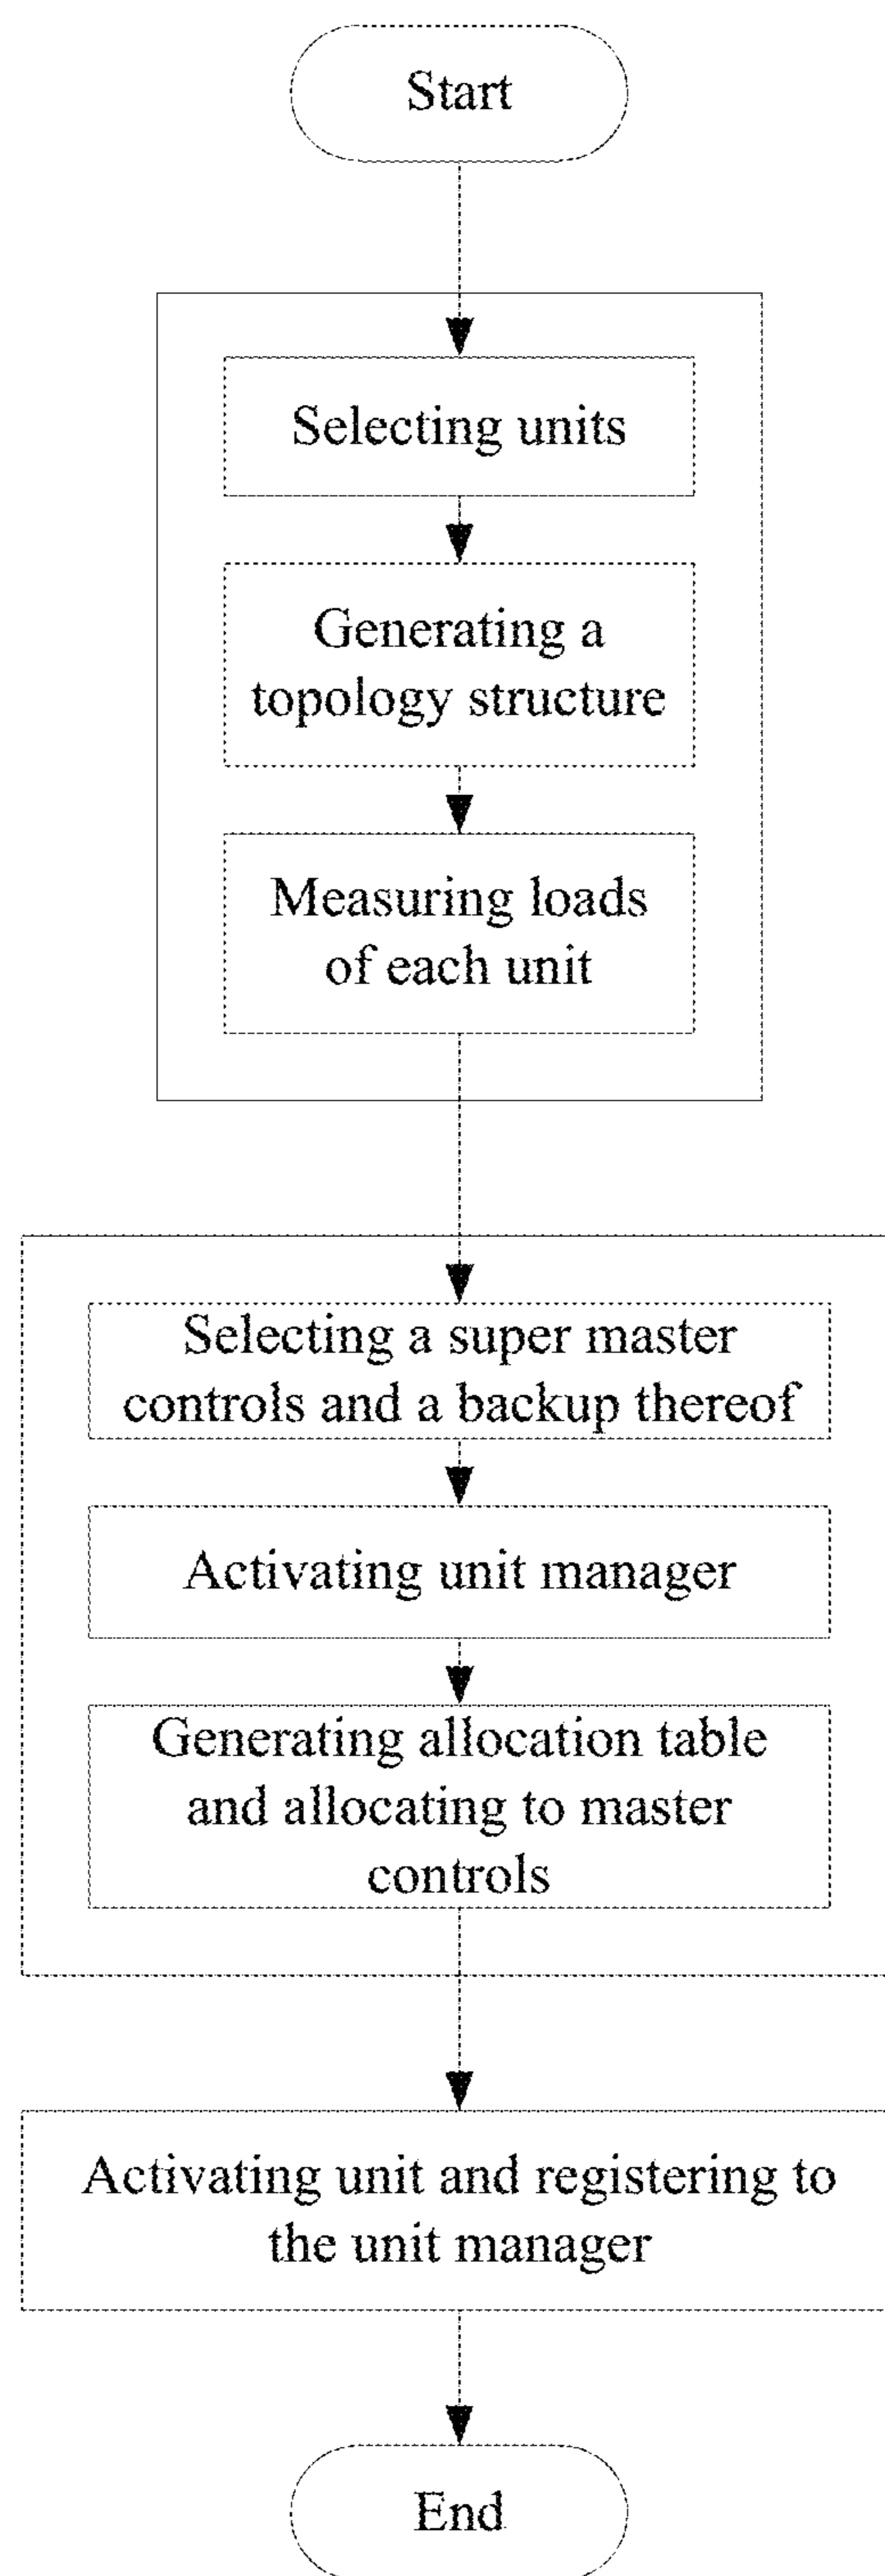 Start
Selecting units
Generating a
topology structure
Measuring loads
of each unit
Selecting a super master
controls and a backup thereof
Activating unit manager
Generating allocation table
and allocating to master
controls
Activating unit and registering to
the unit manager
End